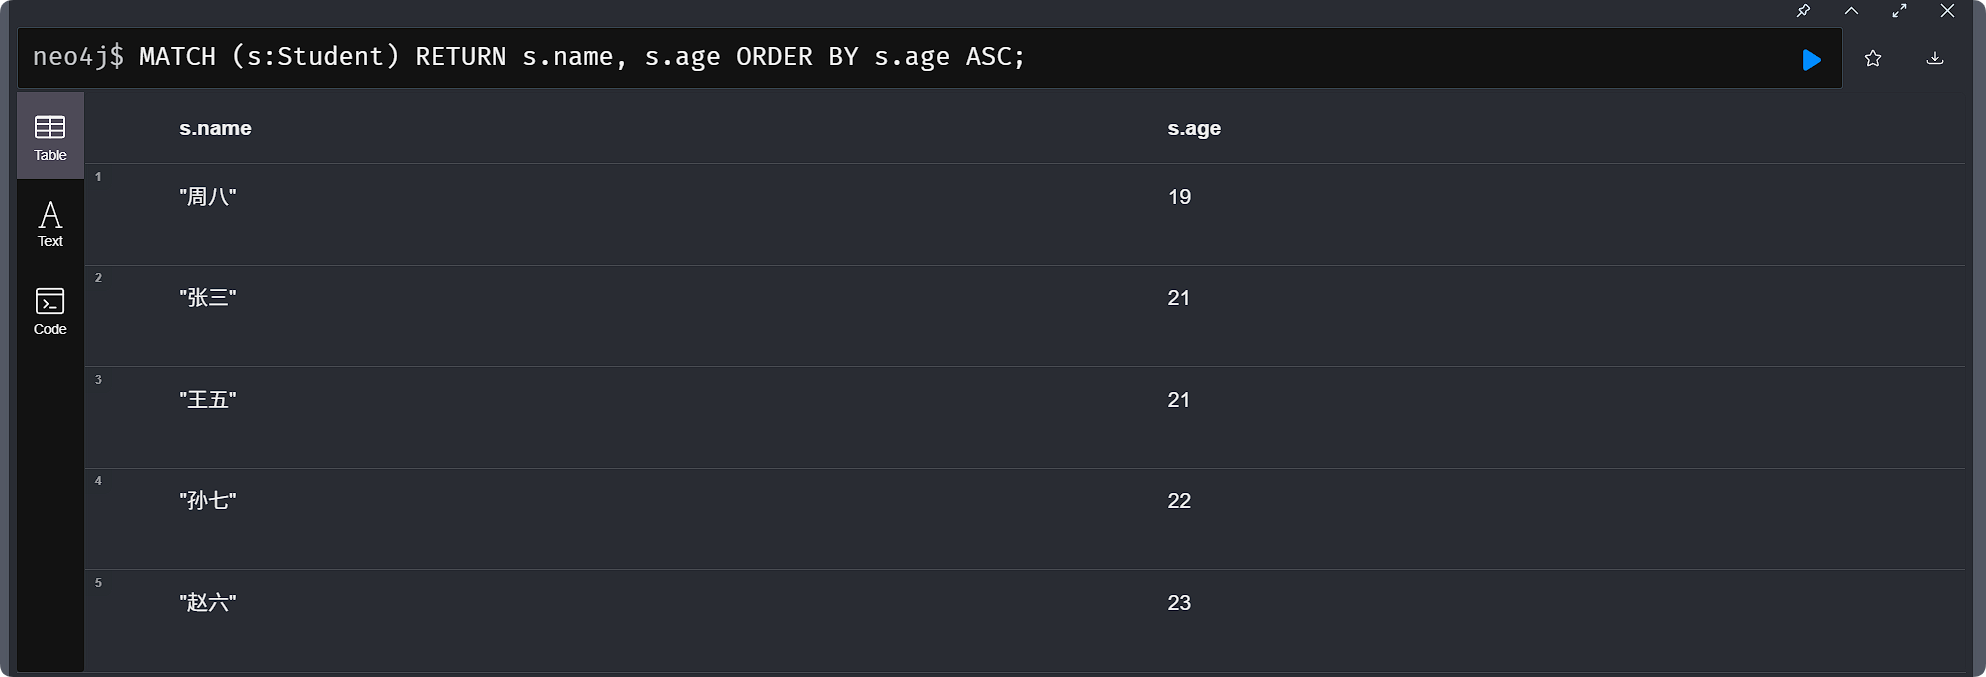 neo4j$ MATCH (s:Student) RETURN s.name, s.age ORDER BY s.age ASC;
Table
Text
Code
s.name s.age
1 "周八" 19
2 "张三" 21
3 "王五" 21
4 "孙七" 22
5 "赵六" 23